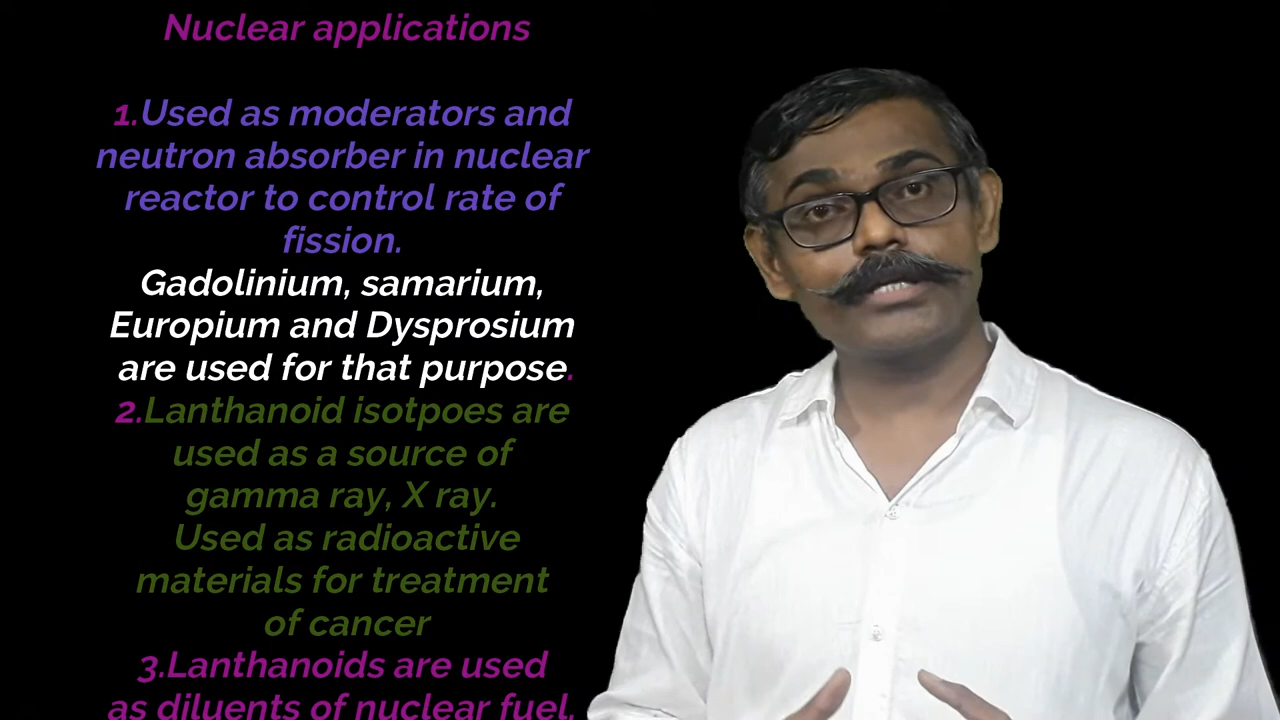 Nuclear applications
1.Used as moderators and
neutron absorber in nuclear
reactor to control rate of
fission.
Gadolinium, samarium,
Europium and Dysprosium
are used for that purpose.
2.Lanthanoid isotpoes are
used as a source of
gamma ray, X ray.
Used as radioactive
materials for treatment
of cancer
3.Lanthanoids are used
as diluents of nuclear fuel.